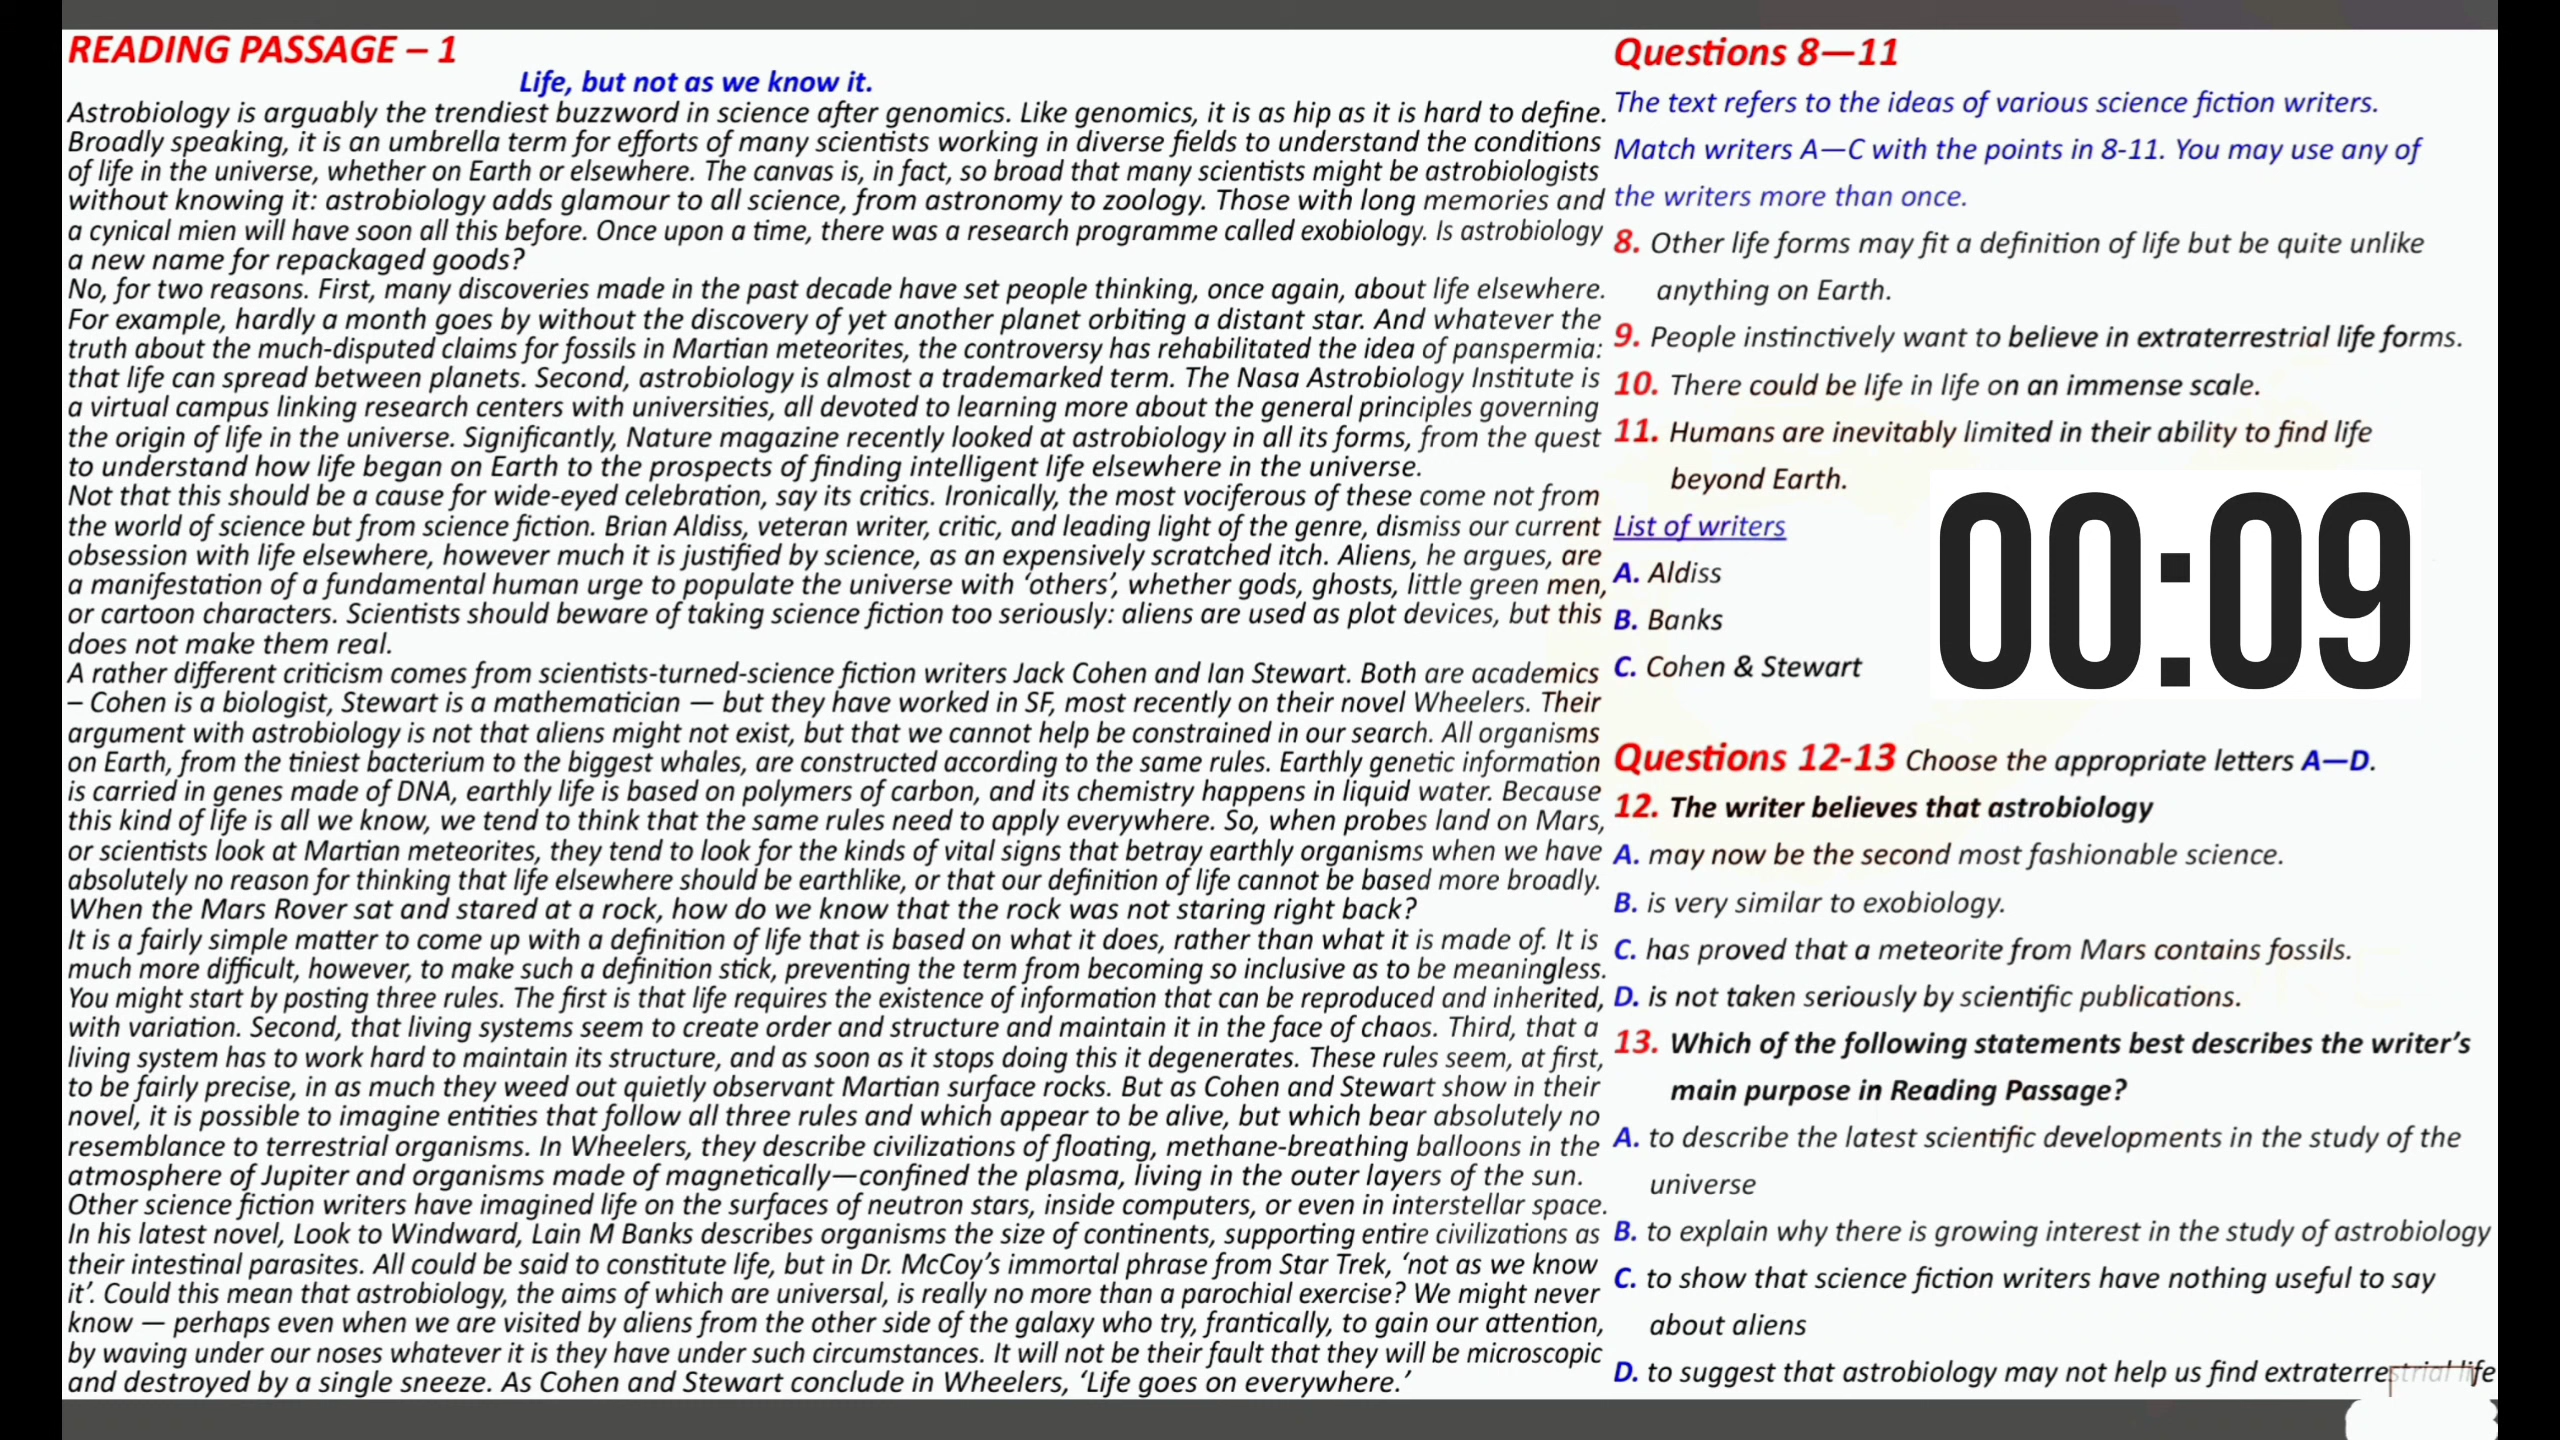 READING PASSAGE – 1
Life, but not as we know it.
Astrobiology is arguably the trendiest buzzword in science after genomics. Like genomics, it is as hip as it is hard to define.
Broadly speaking, it is an umbrella term for efforts of many scientists working in diverse fields to understand the conditions
of life in the universe, whether on Earth or elsewhere. The canvas is, in fact, so broad that many scientists might be astrobiologists
without knowing it: astrobiology adds glamour to all science, from astronomy to zoology. Those with long memories and
a cynical mien will have soon all this before. Once upon a time, there was a research programme called exobiology. Is astrobiology
a new name for repackaged goods?
No, for two reasons. First, many discoveries made in the past decade have set people thinking, once again, about life elsewhere.
For example, hardly a month goes by without the discovery of yet another planet orbiting a distant star. And whatever the
truth about the much-disputed claims for fossils in Martian meteorites, the controversy has rehabilitated the idea of panspermia:
that life can spread between planets. Second, astrobiology is almost a trademarked term. The Nasa Astrobiology Institute is
a virtual campus linking research centers with universities, all devoted to learning more about the general principles governing
the origin of life in the universe. Significantly, Nature magazine recently looked at astrobiology in all its forms, from the quest
to understand how life began on Earth to the prospects of finding intelligent life elsewhere in the universe.
Not that this should be a cause for wide-eyed celebration, say its critics. Ironically, the most vociferous of these come not from
the world of science but from science fiction. Brian Aldiss, veteran writer, critic, and leading light of the genre, dismiss our current
obsession with life elsewhere, however much it is justified by science, as an expensively scratched itch. Aliens, he argues, are
a manifestation of a fundamental human urge to populate the universe with ‘others’, whether gods, ghosts, little green men,
or cartoon characters. Scientists should beware of taking science fiction too seriously: aliens are used as plot devices, but this
does not make them real.
A rather different criticism comes from scientists-turned-science fiction writers Jack Cohen and Ian Stewart. Both are academics
– Cohen is a biologist, Stewart is a mathematician — but they have worked in SF, most recently on their novel Wheelers. Their
argument with astrobiology is not that aliens might not exist, but that we cannot help be constrained in our search. All organisms
on Earth, from the tiniest bacterium to the biggest whales, are constructed according to the same rules. Earthly genetic information
is carried in genes made of DNA, earthly life is based on polymers of carbon, and its chemistry happens in liquid water. Because
this kind of life is all we know, we tend to think that the same rules need to apply everywhere. So, when probes land on Mars,
or scientists look at Martian meteorites, they tend to look for the kinds of vital signs that betray earthly organisms when we have
absolutely no reason for thinking that life elsewhere should be earthlike, or that our definition of life cannot be based more broadly.
When the Mars Rover sat and stared at a rock, how do we know that the rock was not staring right back?
It is a fairly simple matter to come up with a definition of life that is based on what it does, rather than what it is made of. It is
much more difficult, however, to make such a definition stick, preventing the term from becoming so inclusive as to be meaningless.
You might start by posting three rules. The first is that life requires the existence of information that can be reproduced and inherited,
with variation. Second, that living systems seem to create order and structure and maintain it in the face of chaos. Third, that a
living system has to work hard to maintain its structure, and as soon as it stops doing this it degenerates. These rules seem, at first,
to be fairly precise, in as much they weed out quietly observant Martian surface rocks. But as Cohen and Stewart show in their
novel, it is possible to imagine entities that follow all three rules and which appear to be alive, but which bear absolutely no
resemblance to terrestrial organisms. In Wheelers, they describe civilizations of floating, methane-breathing balloons in the
atmosphere of Jupiter and organisms made of magnetically—confined the plasma, living in the outer layers of the sun.
Other science fiction writers have imagined life on the surfaces of neutron stars, inside computers, or even in interstellar space.
In his latest novel, Look to Windward, Lain M Banks describes organisms the size of continents, supporting entire civilizations as
their intestinal parasites. All could be said to constitute life, but in Dr. McCoy’s immortal phrase from Star Trek, ‘not as we know
it’. Could this mean that astrobiology, the aims of which are universal, is really no more than a parochial exercise? We might never
know — perhaps even when we are visited by aliens from the other side of the galaxy who try, frantically, to gain our attention,
by waving under our noses whatever it is they have under such circumstances. It will not be their fault that they will be microscopic
and destroyed by a single sneeze. As Cohen and Stewart conclude in Wheelers, ‘Life goes on everywhere.’
Questions 8—11
The text refers to the ideas of various science fiction writers.
Match writers A—C with the points in 8-11. You may use any of
the writers more than once.
8. Other life forms may fit a definition of life but be quite unlike
anything on Earth.
9. People instinctively want to believe in extraterrestrial life forms.
10. There could be life in life on an immense scale.
11. Humans are inevitably limited in their ability to find life
beyond Earth.
List of writers
A. Aldiss
B. Banks
C. Cohen & Stewart
00:09
Questions 12-13 Choose the appropriate letters A—D.
12. The writer believes that astrobiology
A. may now be the second most fashionable science.
B. is very similar to exobiology.
C. has proved that a meteorite from Mars contains fossils.
D. is not taken seriously by scientific publications.
13. Which of the following statements best describes the writer’s
main purpose in Reading Passage?
A. to describe the latest scientific developments in the study of the
universe
B. to explain why there is growing interest in the study of astrobiology
C. to show that science fiction writers have nothing useful to say
about aliens
D. to suggest that astrobiology may not help us find extraterrestrial life